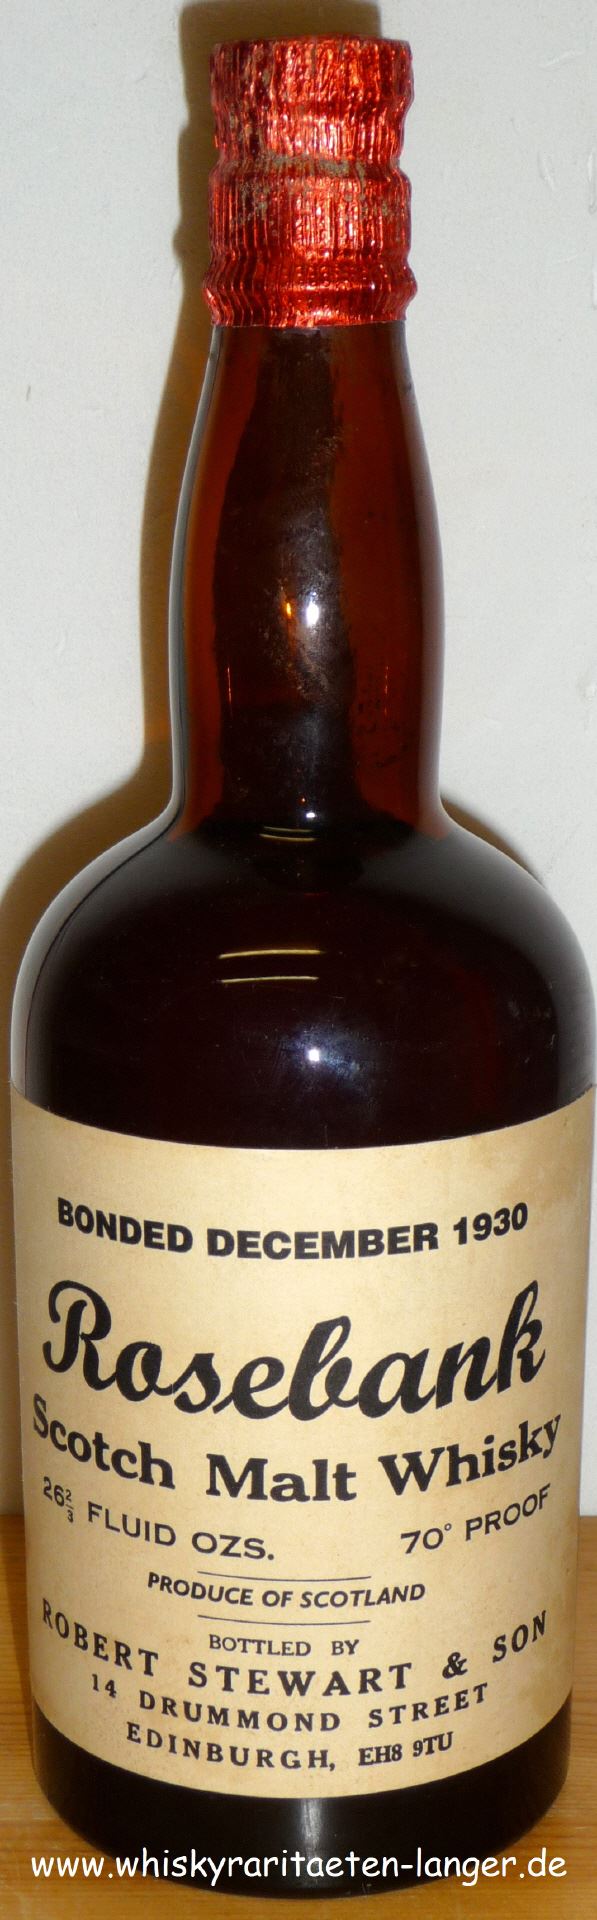 BONDED DECEMBER 1930
Rosebank
Scotch Malt Whisky
26⅔ FLUID OZS. 70° PROOF
PRODUCE OF SCOTLAND
BOTTLED BY
ROBERT STEWART & SON
14 DRUMMOND STREET
EDINBURGH, EH8 9TU
www.whiskyraritaeten-langer.de